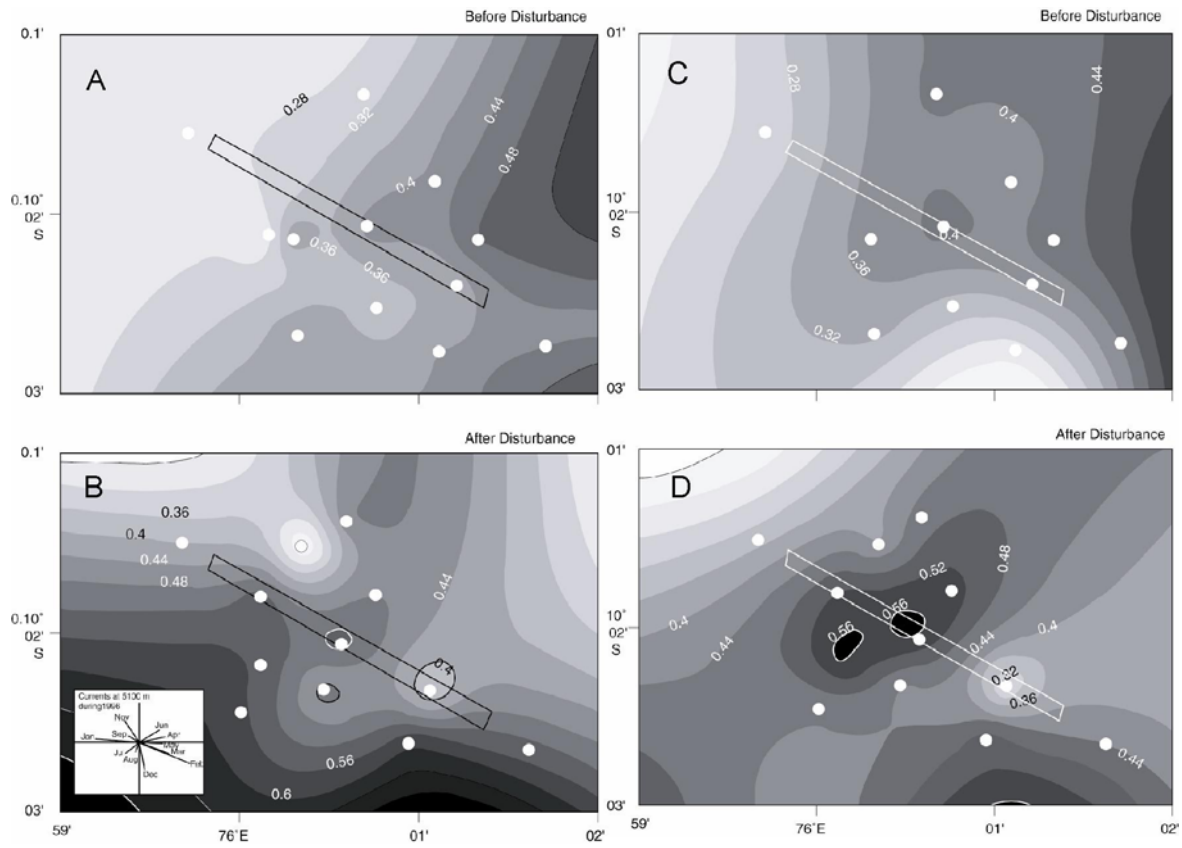 Before Disturbance
0.1'
A
0.28
0.32
0.44
0.48
0.4
0.36
0.36
0.10°
02'
S
03'
Before Disturbance
01'
C
0.28
0.44
0.4
0.4
0.36
0.32
10°
02'
S
03'
After Disturbance
0.1'
B
0.36
0.4
0.44
0.48
0.44
0.4
0.56
0.6
0.10°
02'
S
03'
Currents at 5100 m
during1996
Nov
Jun
Jan
Sep
Apr
May
Mar
Jul
Aug
Feb
Dec
59'
76°E
01'
02'
After Disturbance
01'
D
0.48
0.52
0.56
0.56
0.4
0.44
0.44
0.4
0.32
0.36
0.44
10°
02'
S
03'
59'
76°E
01'
02'